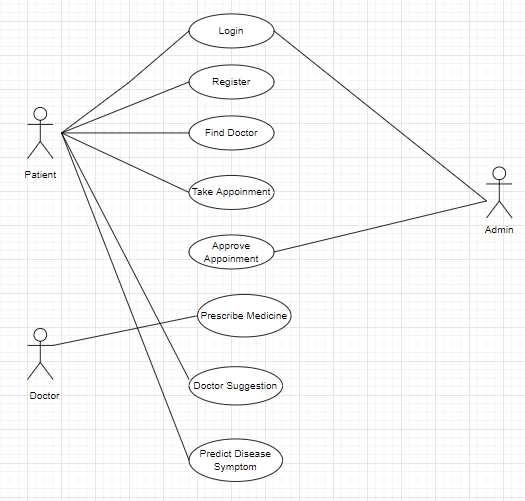 Login
Register
Find Doctor
Patient
Take Appoinment
Admin
Approve
Appoinment
Prescribe Medicine
Doctor
Doctor Suggestion
Predict Disease
Symptom